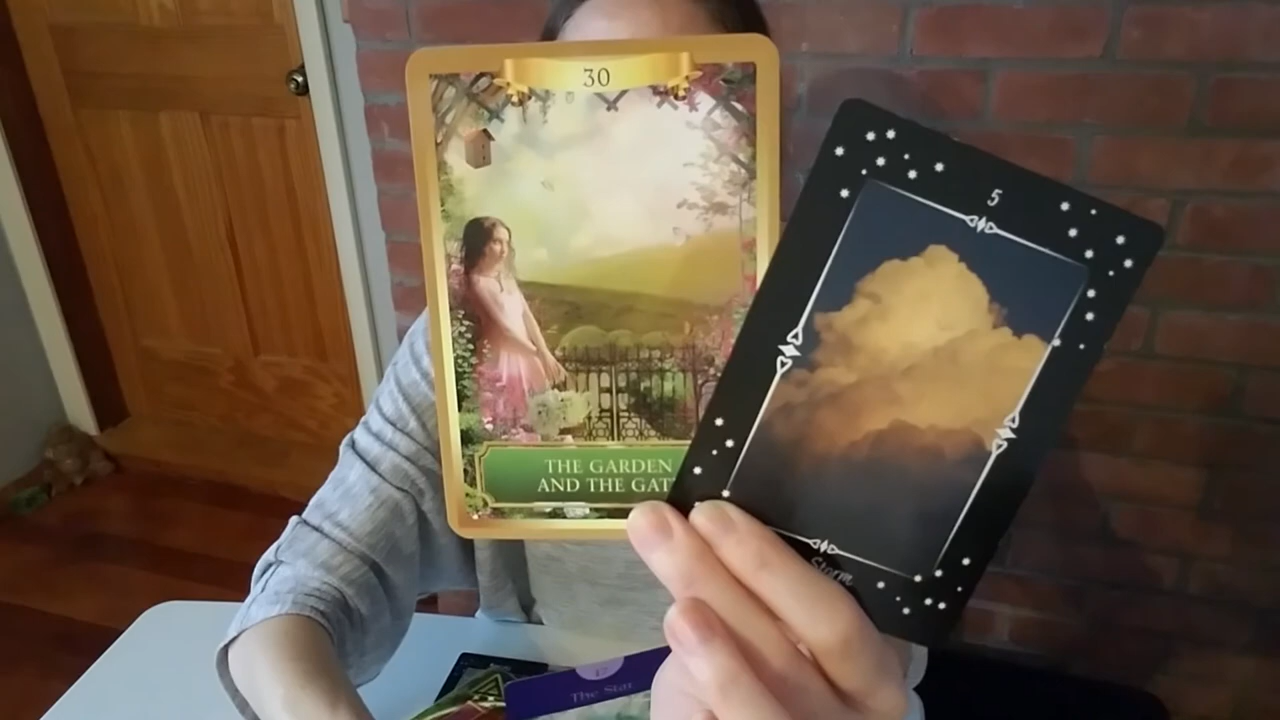 30
THE GARDEN
AND THE GAT
5
Storm
17
The Star